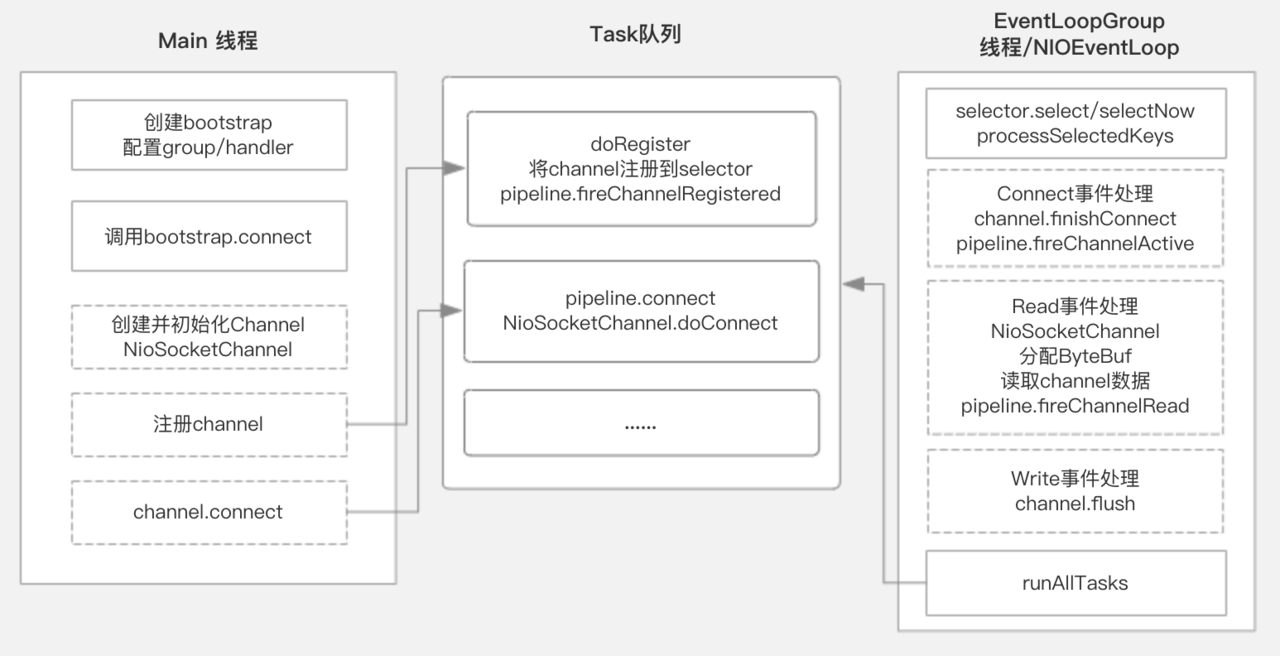 Main 线程
创建bootstrap
配置group/handler
调用bootstrap.connect
创建并初始化Channel
NioSocketChannel
注册channel
channel.connect
Task队列
doRegister
将channel注册到selector
pipeline.fireChannelRegistered
pipeline.connect
NioSocketChannel.doConnect
......
EventLoopGroup
线程/NIOEventLoop
selector.select/selectNow
processSelectedKeys
Connect事件处理
channel.finishConnect
pipeline.fireChannelActive
Read事件处理
NioSocketChannel
分配ByteBuf
读取channel数据
pipeline.fireChannelRead
Write事件处理
channel.flush
runAllTasks